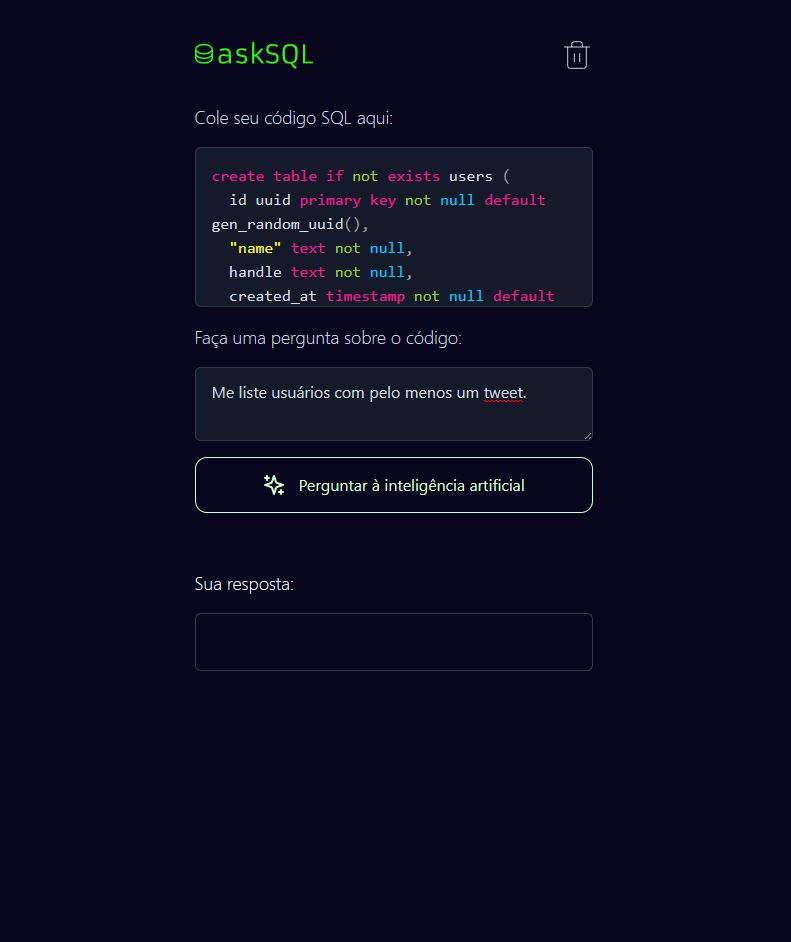 askSQL
Cole seu código SQL aqui:
create table if not exists users (
  id uuid primary key not null default
gen_random_uuid(),
  "name" text not null,
  handle text not null,
  created_at timestamp not null default
Faça uma pergunta sobre o código:
Me liste usuários com pelo menos um tweet.
Perguntar à inteligência artificial
Sua resposta: